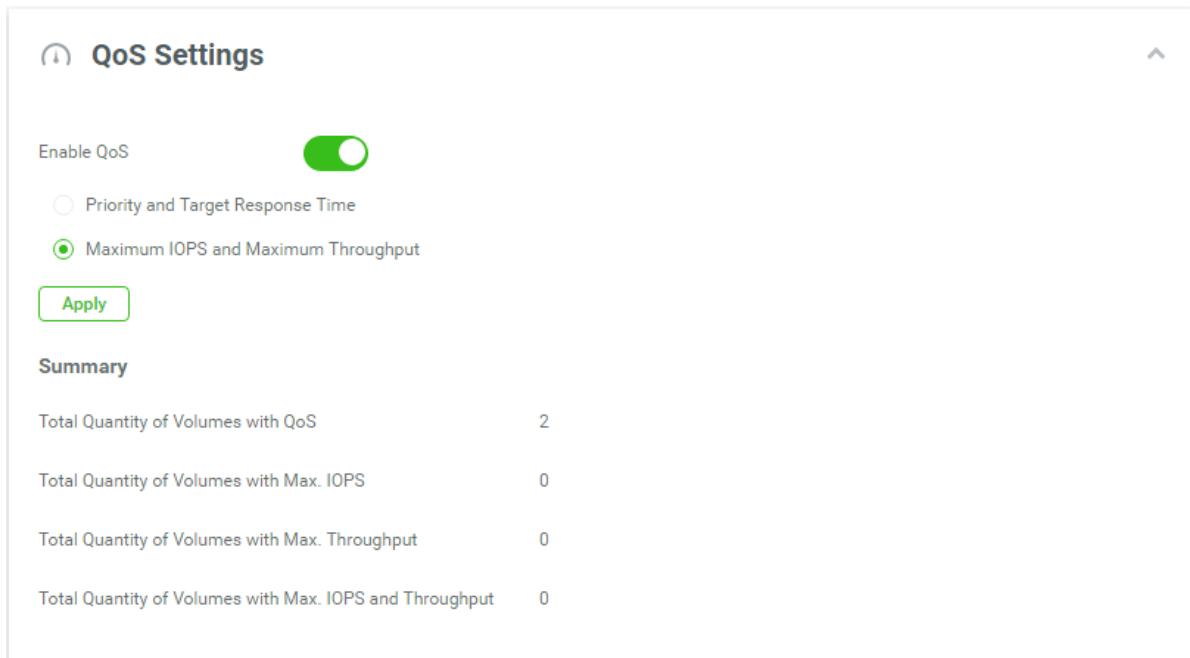 QoS Settings
Enable QoS
Priority and Target Response Time
Maximum IOPS and Maximum Throughput
Apply
Summary
Total Quantity of Volumes with QoS 2
Total Quantity of Volumes with Max. IOPS 0
Total Quantity of Volumes with Max. Throughput 0
Total Quantity of Volumes with Max. IOPS and Throughput 0